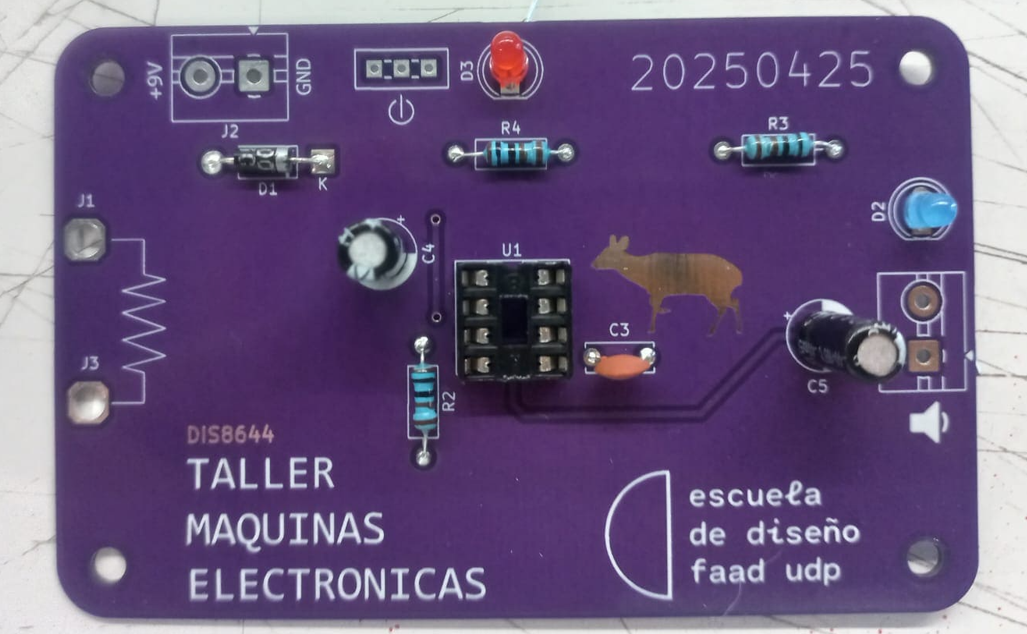 +9V
GND
J2
D3
20250425
R4
R3
D1
K
J1
D2
+
C4
U1
C3
+
C5
J3
R2
DIS8644
TALLER
MAQUINAS
ELECTRONICAS
escuela
de diseño
faad udp